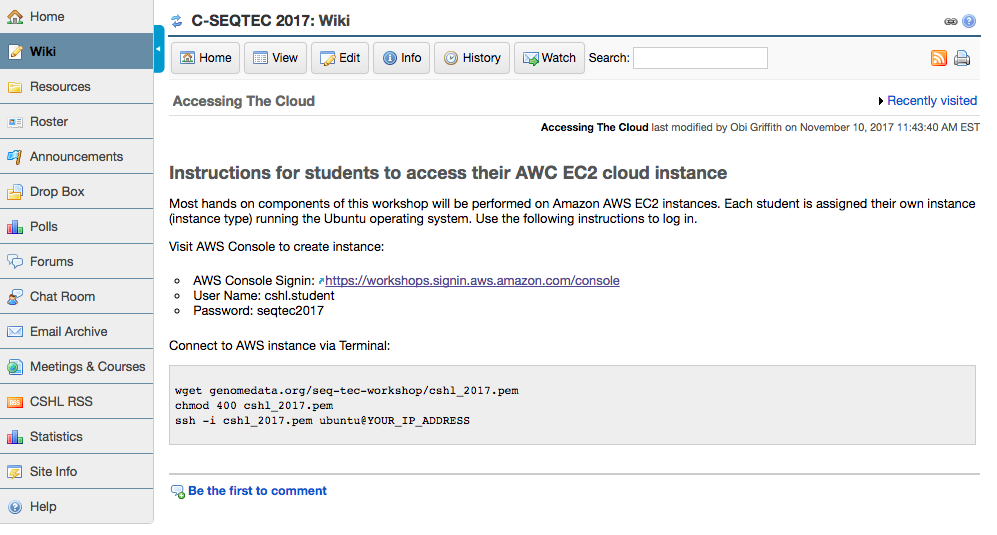 Home
Wiki
Resources
Roster
Announcements
Drop Box
Polls
Forums
Chat Room
Email Archive
Meetings & Courses
RSS CSHL RSS
Statistics
Site Info
Help
C-SEQTEC 2017: Wiki
Home View Edit Info History Watch Search:
Accessing The Cloud
Recently visited
Accessing The Cloud last modified by Obi Griffith on November 10, 2017 11:43:40 AM EST
Instructions for students to access their AWC EC2 cloud instance
Most hands on components of this workshop will be performed on Amazon AWS EC2 instances. Each student is assigned their own instance
(instance type) running the Ubuntu operating system. Use the following instructions to log in.
Visit AWS Console to create instance:
AWS Console Signin: https://workshops.signin.aws.amazon.com/console
User Name: cshl.student
Password: seqtec2017
Connect to AWS instance via Terminal:
wget genomedata.org/seq-tec-workshop/cshl_2017.pem
chmod 400 cshl_2017.pem
ssh -i cshl_2017.pem ubuntu@YOUR_IP_ADDRESS
Be the first to comment